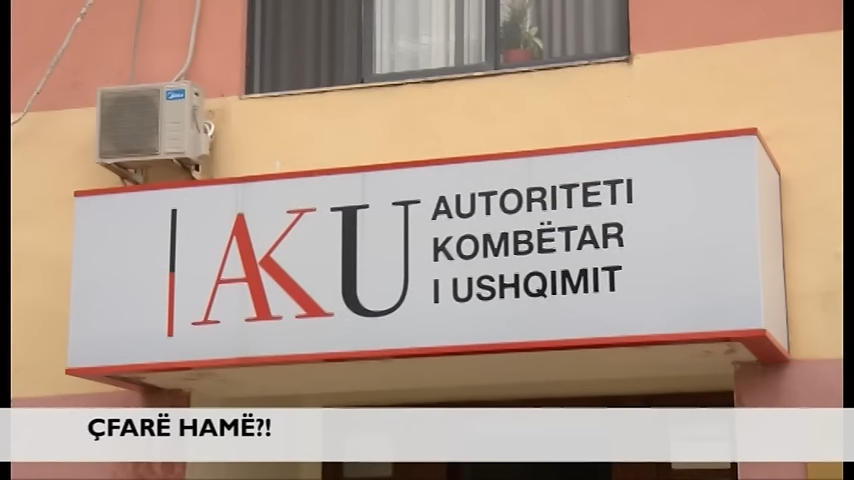 AKU
AUTORITETI
KOMBËTAR
I USHQIMIT
ÇFARË HAMË?!